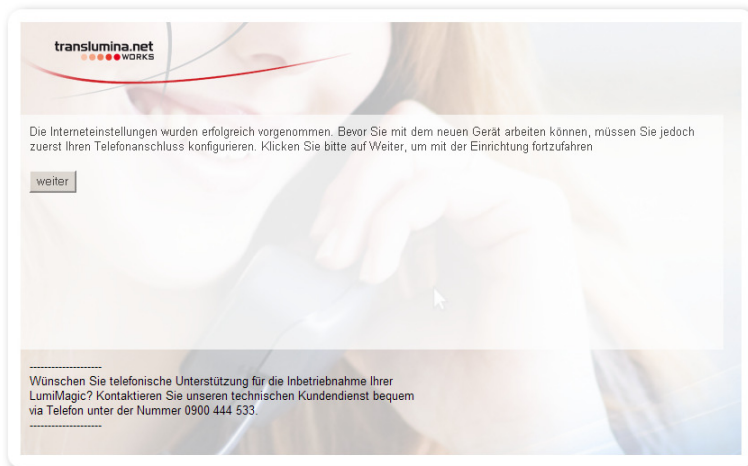 translumina.net
WORKS
Die Interneteinstellungen wurden erfolgreich vorgenommen. Bevor Sie mit dem neuen Gerät arbeiten können, müssen Sie jedoch
zuerst Ihren Telefonanschluss konfigurieren. Klicken Sie bitte auf Weiter, um mit der Einrichtung fortzufahren
weiter
--------------------
Wünschen Sie telefonische Unterstützung für die Inbetriebnahme Ihrer
LumiMagic? Kontaktieren Sie unseren technischen Kundendienst bequem
via Telefon unter der Nummer 0900 444 533.
--------------------